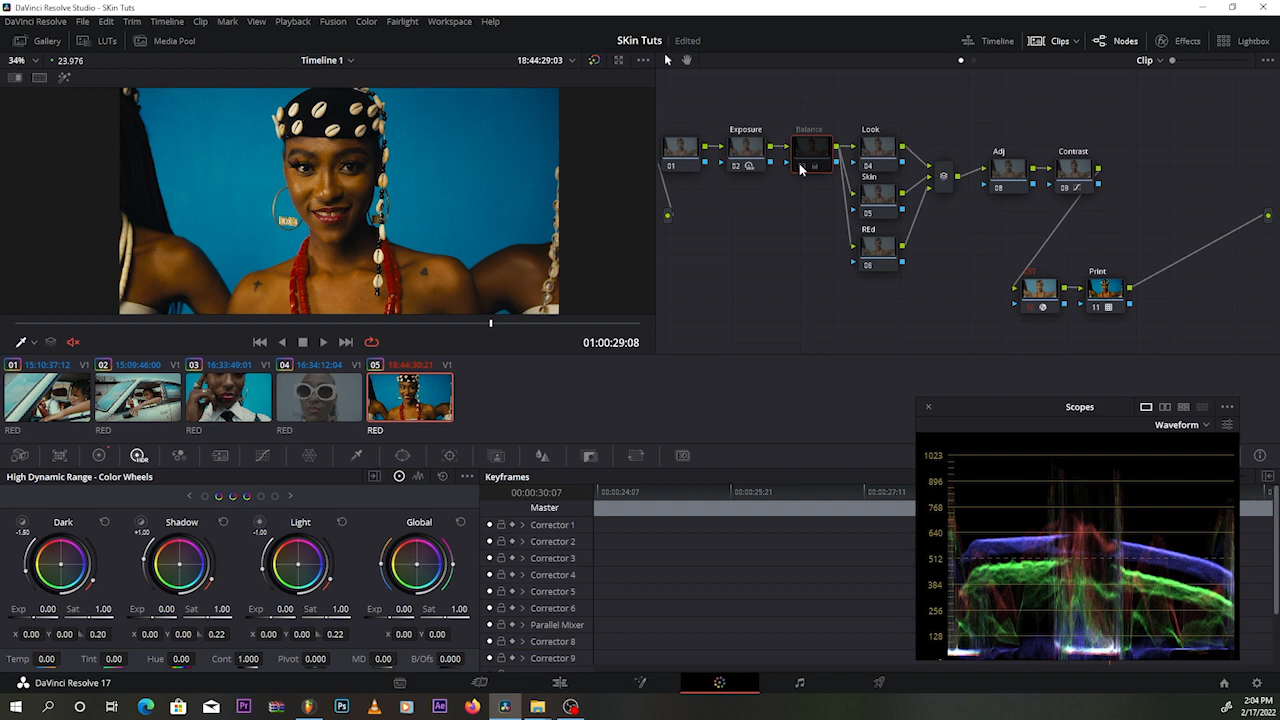 DaVinci Resolve Studio - SKin Tuts
DaVinci Resolve File Edit Trim Timeline Clip Mark View Playback Fusion Color Fairlight Workspace Help
Gallery LUTs Media Pool SKin Tuts Edited Timeline Clips Nodes Effects Lightbox
34% 23.976 Timeline 1 18:44:29:03 Clip
Exposure Balance Look
01 02 04
Adj Contrast
Skin
08 09
05
REd
06
Print
11
01:00:29:08
01 15:10:37:12 V1 02 15:09:46:00 V1 03 16:33:49:01 V1 04 16:34:12:04 V1 05 18:44:30:21 V1
RED RED RED RED RED
Scopes
Waveform
1023
896
768
640
512
384
256
128
HDR
High Dynamic Range - Color Wheels
Keyframes
00:00:30:07 00:00:24:07 00:00:25:21 00:00:27:11
Master
Corrector 1
Corrector 2
Corrector 3
Corrector 4
Corrector 5
Corrector 6
Parallel Mixer
Corrector 8
Corrector 9
Dark Shadow Light Global
-1.50 +1.00 -1.00
Exp 0.00 Sat 1.00 Exp 0.00 Sat 1.00 Exp 0.00 Sat 1.00 Exp 0.00 Sat 1.00
X 0.00 Y 0.00 0.20 X 0.00 Y 0.00 0.22 X 0.00 Y 0.00 0.22 X 0.00 Y 0.00
Temp 0.00 Tint 0.00 Hue 0.00 Cont 1.000 Pivot 0.000 MD 0.00 B/Ofs 0.000
DaVinci Resolve 17
Pr Ps Ae
2:04 PM
2/17/2022